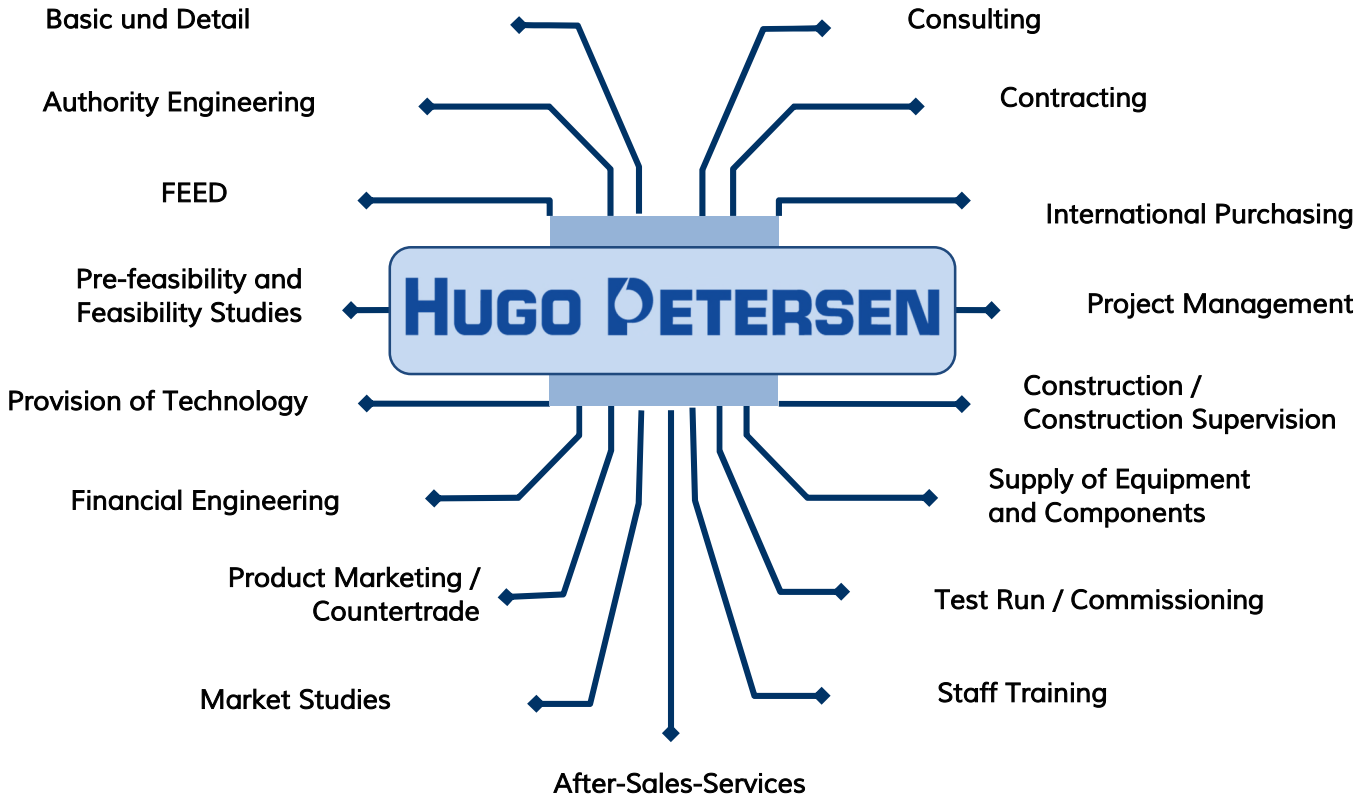 Basic und Detail
Consulting
Authority Engineering
Contracting
FEED
International Purchasing
Pre-feasibility and
Feasibility Studies
HUGO PETERSEN
Project Management
Provision of Technology
Construction /
Construction Supervision
Financial Engineering
Supply of Equipment
and Components
Product Marketing /
Countertrade
Test Run / Commissioning
Market Studies
Staff Training
After-Sales-Services